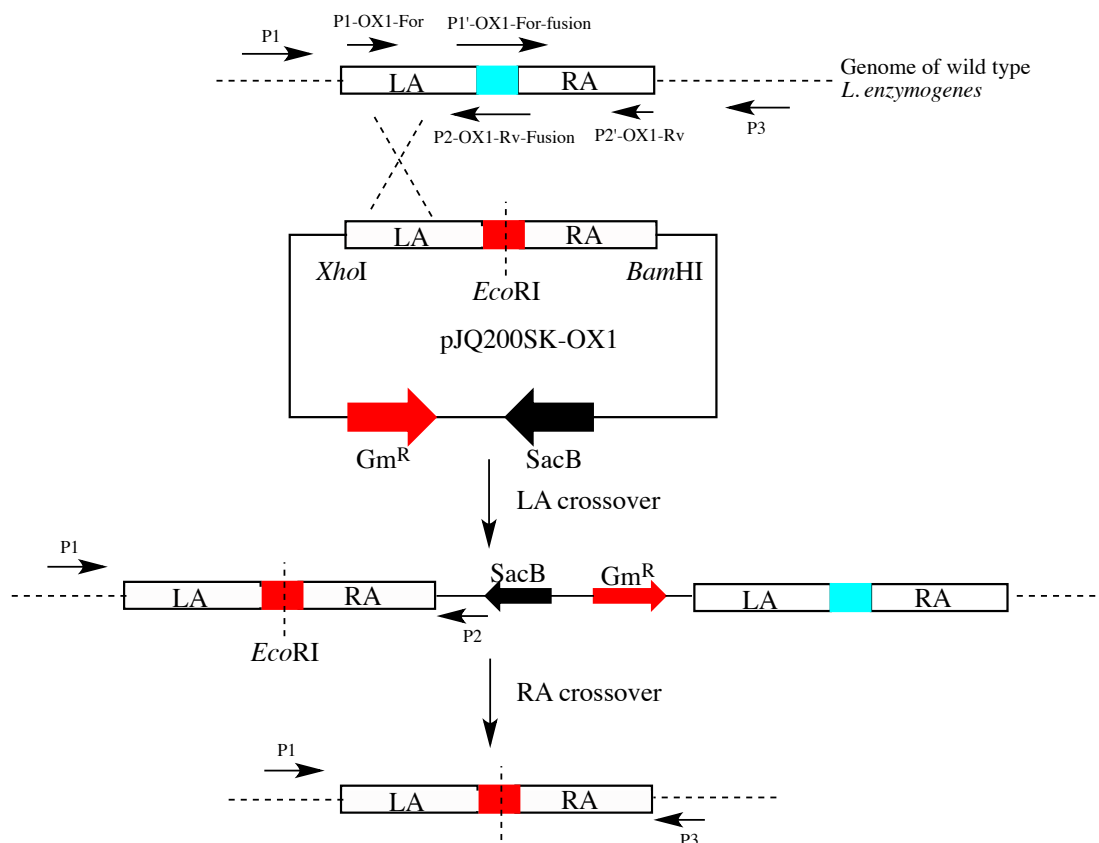 P1
P1-OX1-For
P1'-OX1-For-fusion
LA
RA
Genome of wild type
L. enzymogenes
P2-OX1-Rv-Fusion
P2'-OX1-Rv
P3
LA
RA
XhoI
EcoRI
BamHI
pJQ200SK-OX1
GmR
SacB
LA crossover
P1
LA
RA
SacB
GmR
LA
RA
P2
EcoRI
RA crossover
P1
LA
RA
P3